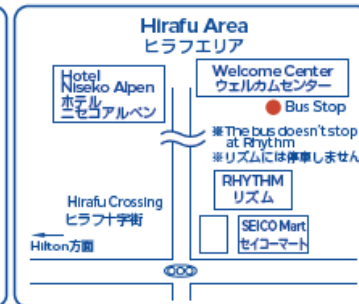 Hirafu Area
ヒラフエリア
Hotel
Niseko Alpen
ホテル
ニセコアルペン
Welcome Center
ウェルカムセンター
Bus Stop
※The bus doesn't stop
at Rhythm
※リズムには停車しません
RHYTHM
リズム
Hirafu Crossing
ヒラフ十字街
SEICO Mart
セイコーマート
Hilton方面